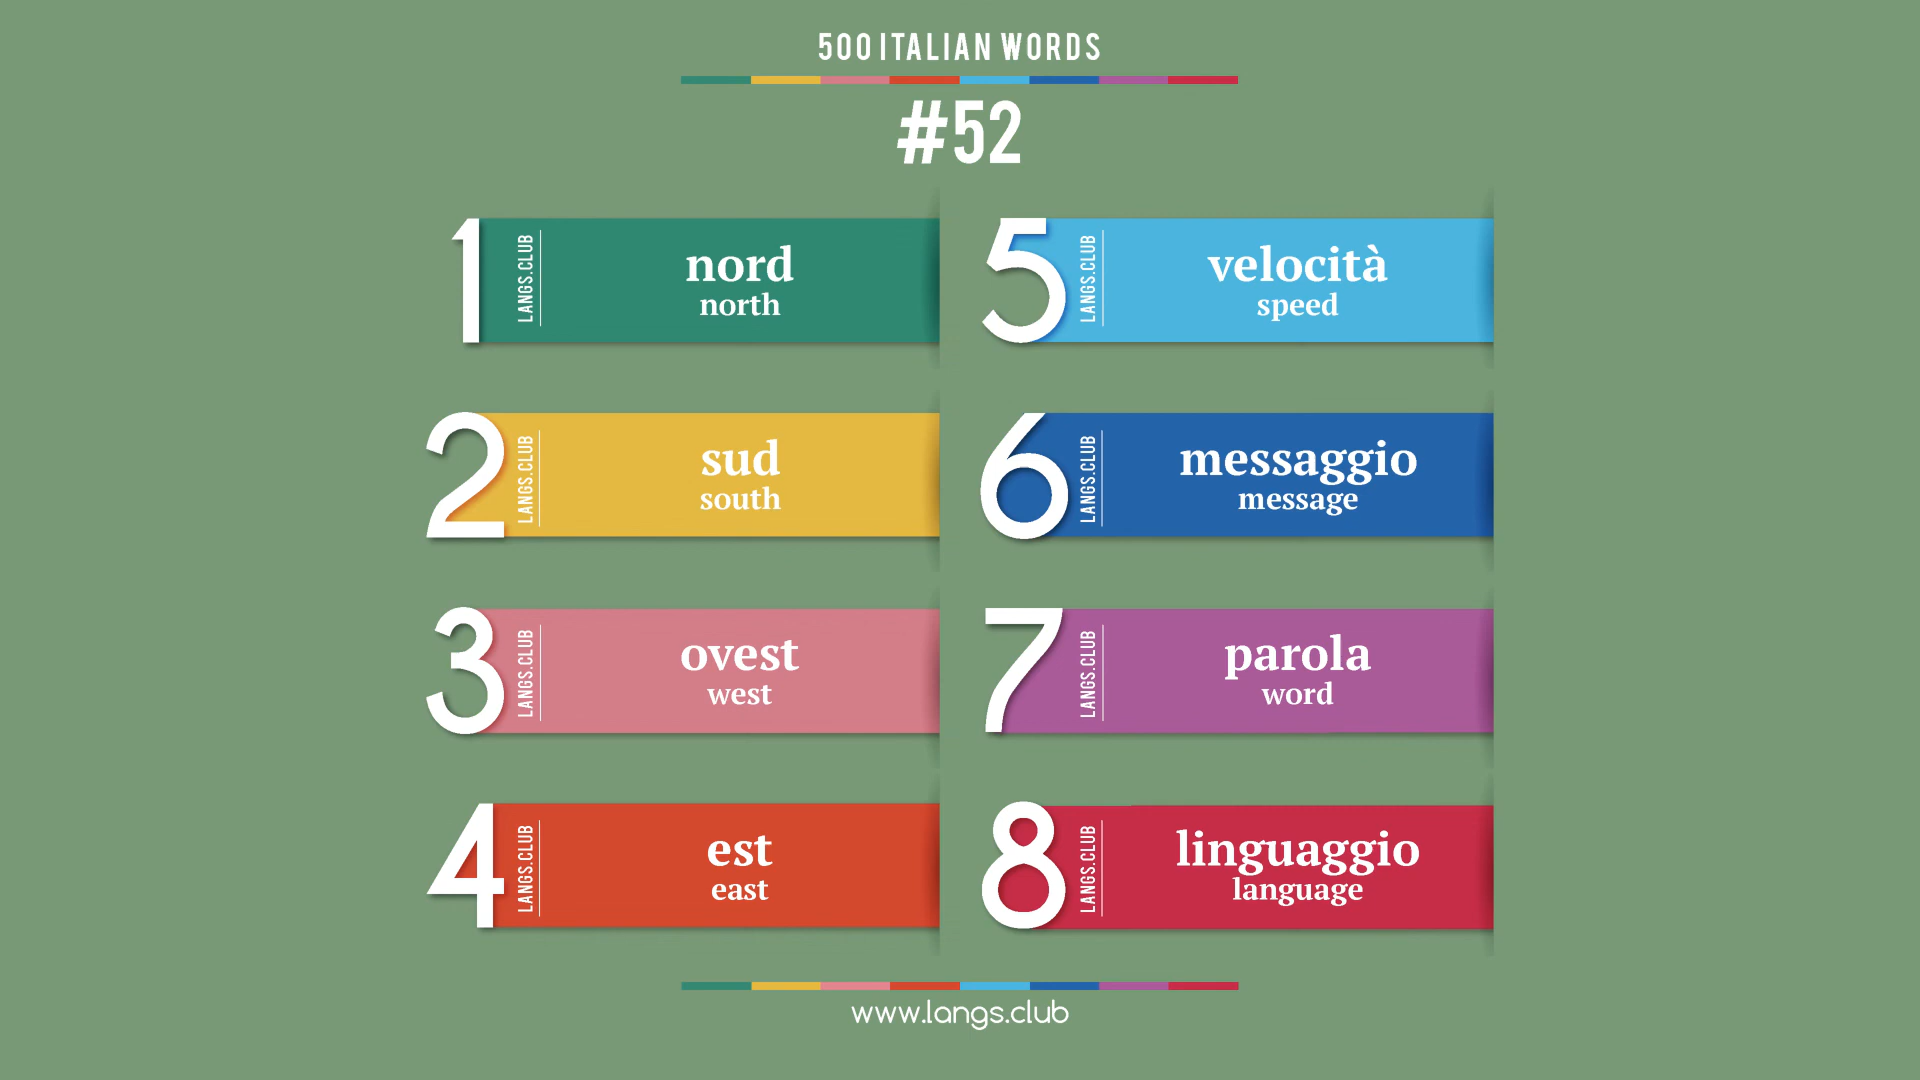 500 ITALIAN WORDS
#52
1
LANGS.CLUB
nord
north
2
LANGS.CLUB
sud
south
3
LANGS.CLUB
ovest
west
4
LANGS.CLUB
est
east
5
LANGS.CLUB
velocità
speed
6
LANGS.CLUB
messaggio
message
7
LANGS.CLUB
parola
word
8
LANGS.CLUB
linguaggio
language
www.langs.club